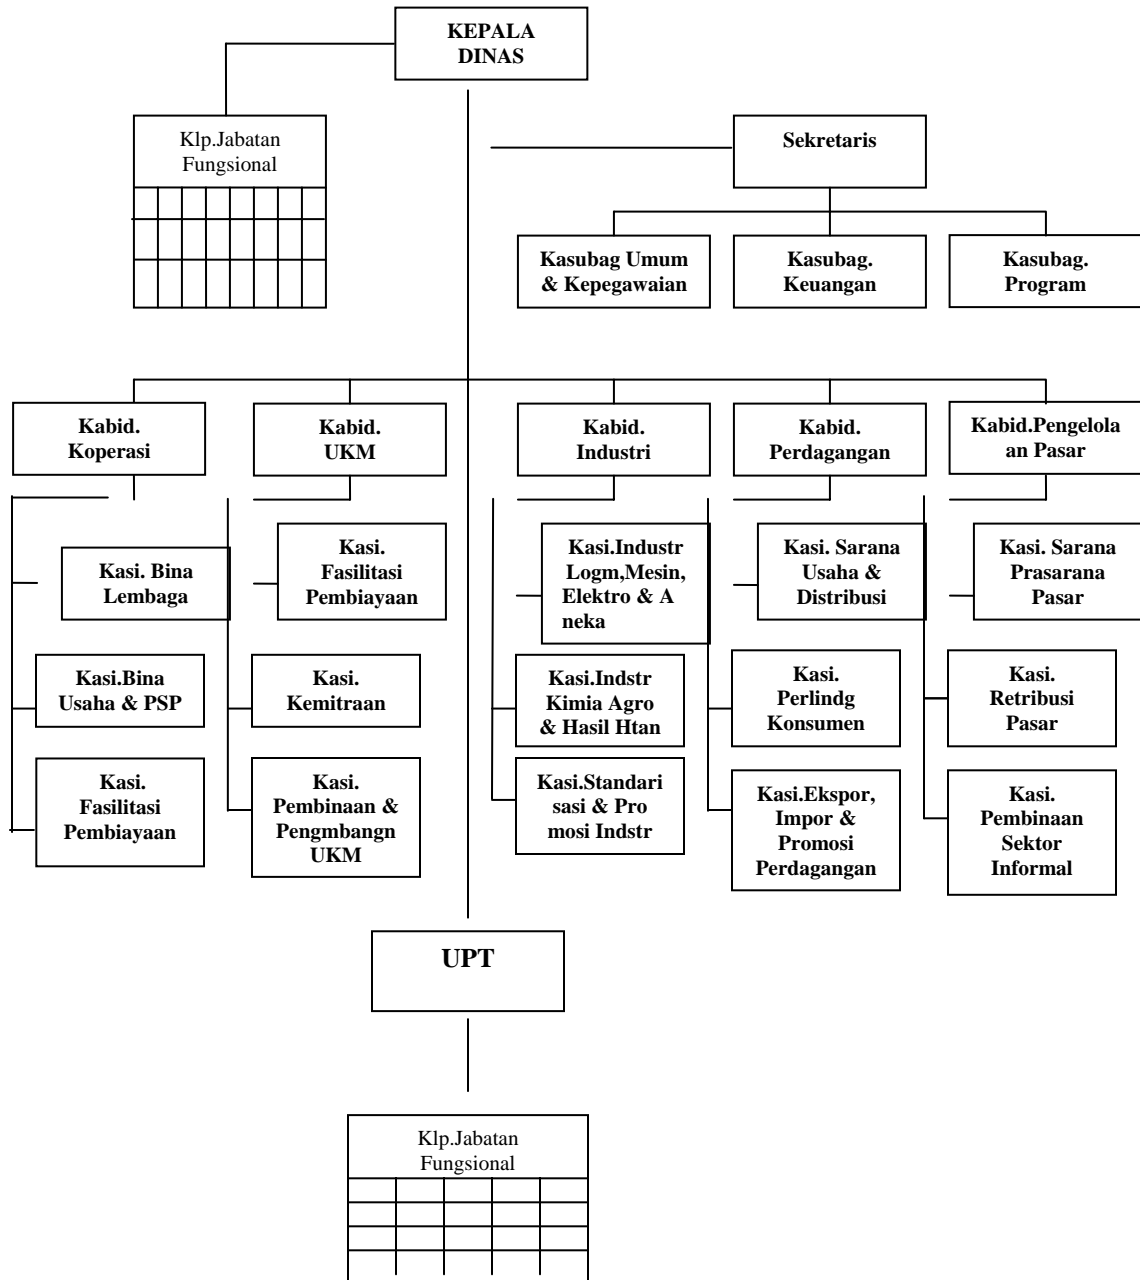 KEPALA
DINAS
Klp.Jabatan
Fungsional
Sekretaris
Kasubag Umum
& Kepegawaian
Kasubag.
Keuangan
Kasubag.
Program
Kabid.
Koperasi
Kabid.
UKM
Kabid.
Industri
Kabid.
Perdagangan
Kabid.Pengelola
an Pasar
Kasi. Bina
Lembaga
Kasi.
Fasilitasi
Pembiayaan
Kasi.Industr
Logm,Mesin,
Elektro & A
neka
Kasi. Sarana
Usaha &
Distribusi
Kasi. Sarana
Prasarana
Pasar
Kasi.Bina
Usaha & PSP
Kasi.
Kemitraan
Kasi.Indstr
Kimia Agro
& Hasil Htan
Kasi.
Perlindg
Konsumen
Kasi.
Retribusi
Pasar
Kasi.
Fasilitasi
Pembiayaan
Kasi.
Pembinaan &
Pengmbangn
UKM
Kasi.Standari
sasi & Pro
mosi Indstr
Kasi.Ekspor,
Impor &
Promosi
Perdagangan
Kasi.
Pembinaan
Sektor
Informal
UPT
Klp.Jabatan
Fungsional